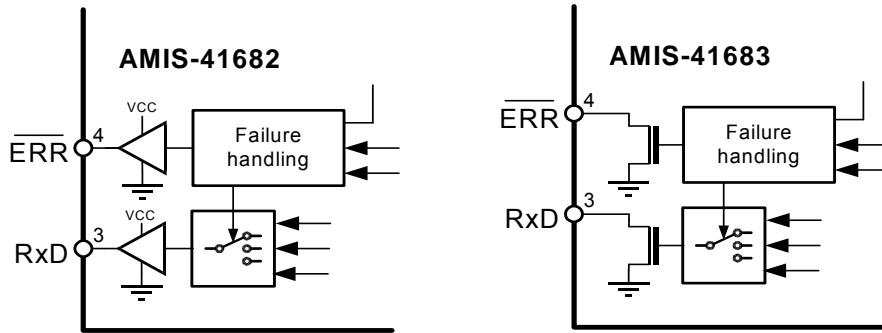 AMIS-41682
VCC
4
ERR
Failure
handling
VCC
3
RxD
AMIS-41683
4
ERR
Failure
handling
3
RxD